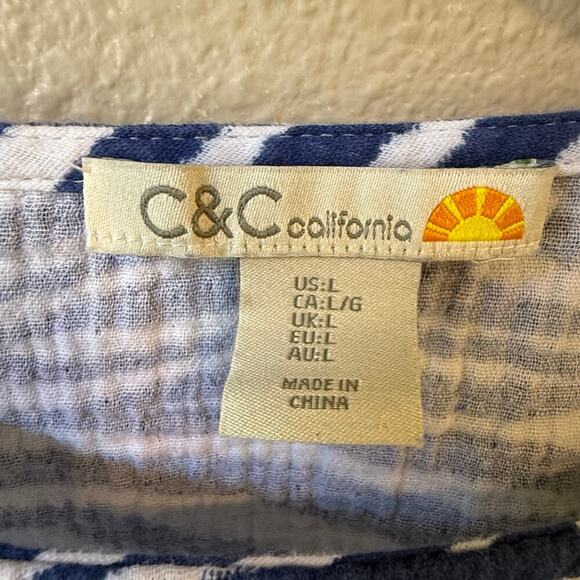 C&C california
US:L
CA:L/G
UK:L
EU:L
AU:L
MADE IN
CHINA